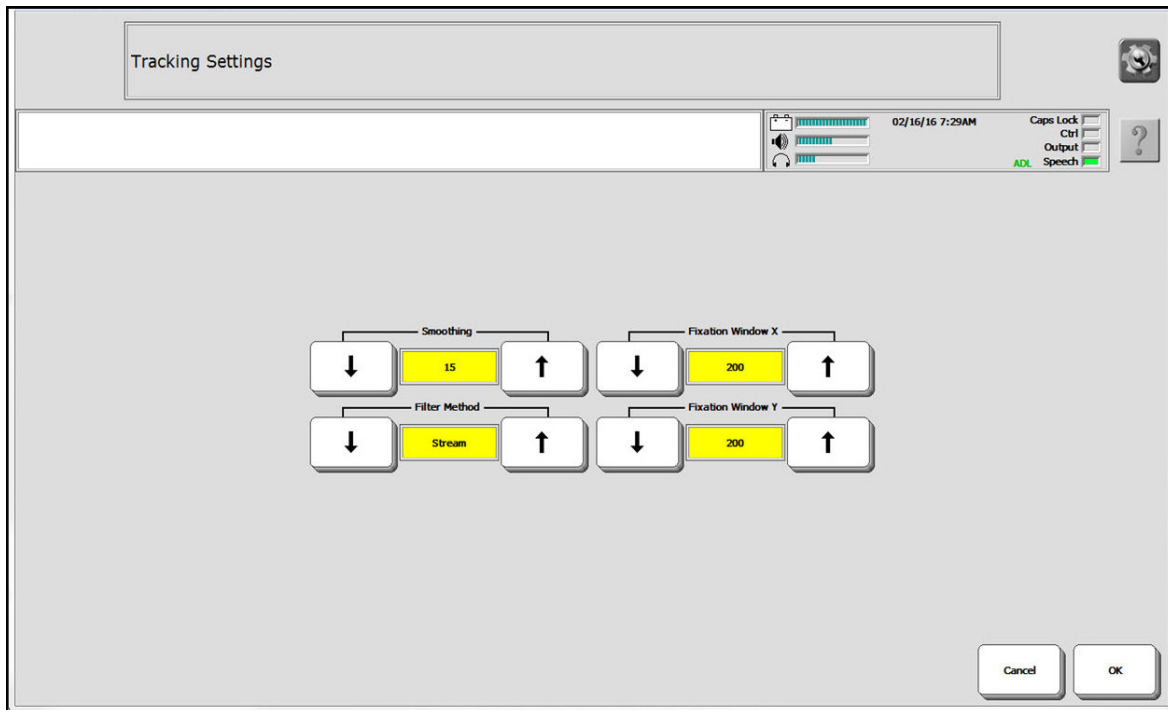 Tracking Settings
02/16/16 7:29AM
Caps Lock
Ctrl
Output
ADL Speech
?
Smoothing
15
Fixation Window X
200
Filter Method
Stream
Fixation Window Y
200
Cancel
OK